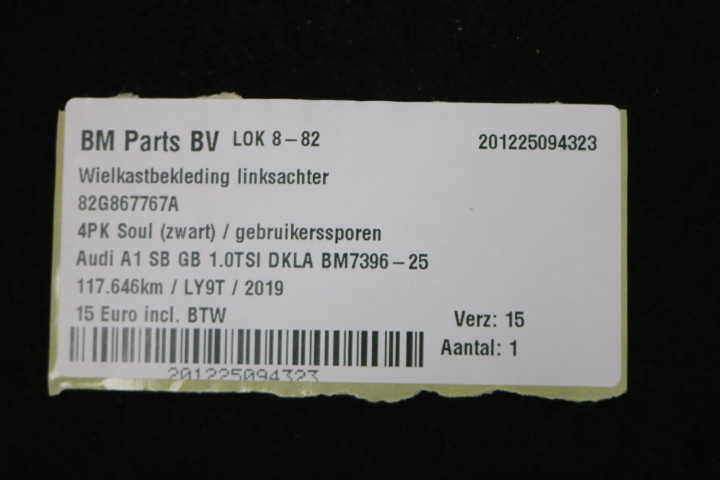 BM Parts BV LOK 8-82 201225094323
Wielkastbekleding linksachter
82G867767A
4PK Soul (zwart) / gebruikerssporen
Audi A1 SB GB 1.0TSI DKLA BM7396-25
117.646km / LY9T / 2019
15 Euro incl. BTW Verz: 15
Aantal: 1
201225094323